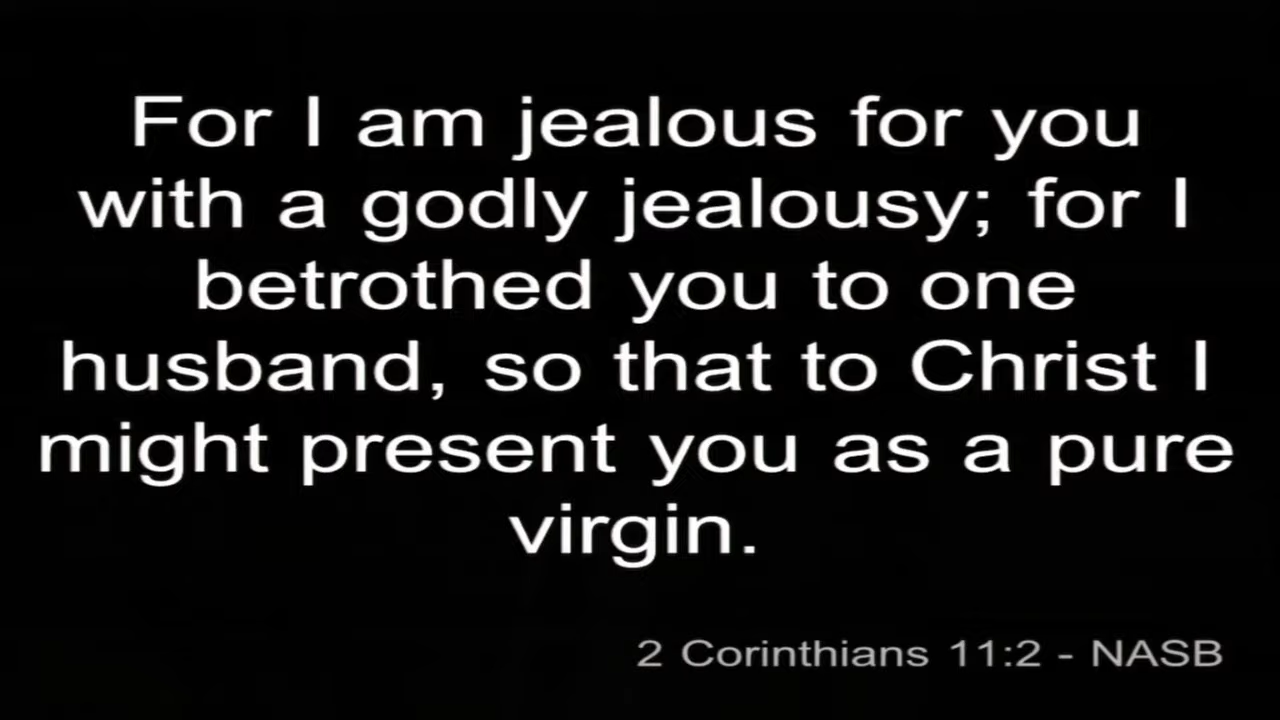 For I am jealous for you
with a godly jealousy; for I
betrothed you to one
husband, so that to Christ I
might present you as a pure
virgin.
2 Corinthians 11:2 - NASB